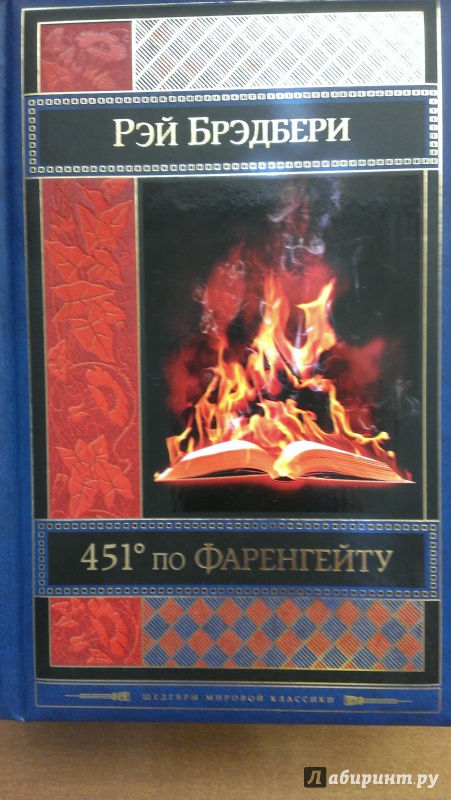 Рэй Брэдбери
451° по Фаренгейту
Шедевры мировой классики
Лабиринт.ру